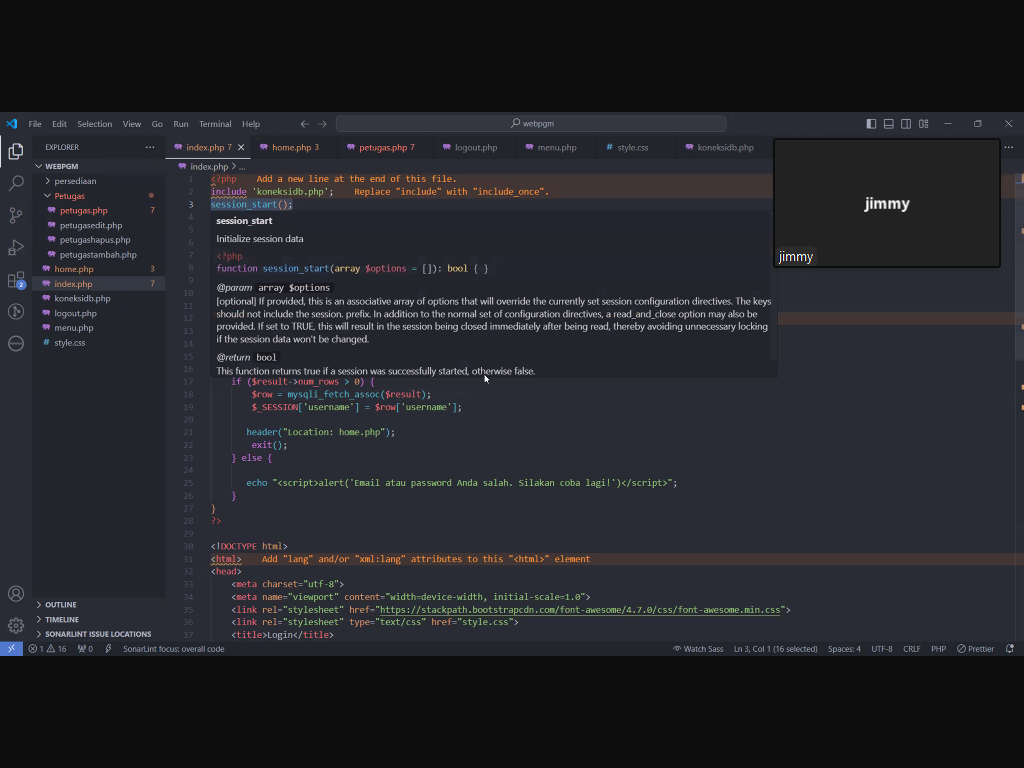 File Edit Selection View Go Run Terminal Help
webpgm
EXPLORER
WEBPGM
persediaan
Petugas
petugas.php 7
petugasedit.php
petugashapus.php
petugastambah.php
home.php 3
index.php 7
koneksidb.php
logout.php
menu.php
style.css
OUTLINE
TIMELINE
SONARLINT ISSUE LOCATIONS
2
index.php 7 home.php 3 petugas.php 7 logout.php menu.php style.css koneksidb.php
index.php > ...
1 <?php Add a new line at the end of this file.
2 include 'koneksidb.php'; Replace "include" with "include_once".
3 session_start();
4
5
6
7
8
9
10
11
12
13
14
15
16
session_start
Initialize session data
<?php
function session_start(array $options = []): bool { }
@param array $options
[optional] If provided, this is an associative array of options that will override the currently set session configuration directives. The keys
should not include the session. prefix. In addition to the normal set of configuration directives, a read_and_close option may also be
provided. If set to TRUE, this will result in the session being closed immediately after being read, thereby avoiding unnecessary locking
if the session data won't be changed.
@return bool
This function returns true if a session was successfully started, otherwise false.
17 if ($result->num_rows > 0) {
18 $row = mysqli_fetch_assoc($result);
19 $_SESSION['username'] = $row['username'];
20
21 header("Location: home.php");
22 exit();
23 } else {
24
25 echo "<script>alert('Email atau password Anda salah. Silakan coba lagi!')</script>";
26 }
27 }
28 ?>
29
30 <!DOCTYPE html>
31 <html> Add "lang" and/or "xml:lang" attributes to this "<html>" element
32 <head>
33 <meta charset="utf-8">
34 <meta name="viewport" content="width=device-width, initial-scale=1.0">
35 <link rel="stylesheet" href="https://stackpath.bootstrapcdn.com/font-awesome/4.7.0/css/font-awesome.min.css">
36 <link rel="stylesheet" type="text/css" href="style.css">
37 <title>Login</title>
jimmy
jimmy
1 16 0 SonarLint focus: overall code Watch Sass Ln 3, Col 1 (16 selected) Spaces: 4 UTF-8 CRLF PHP Prettier